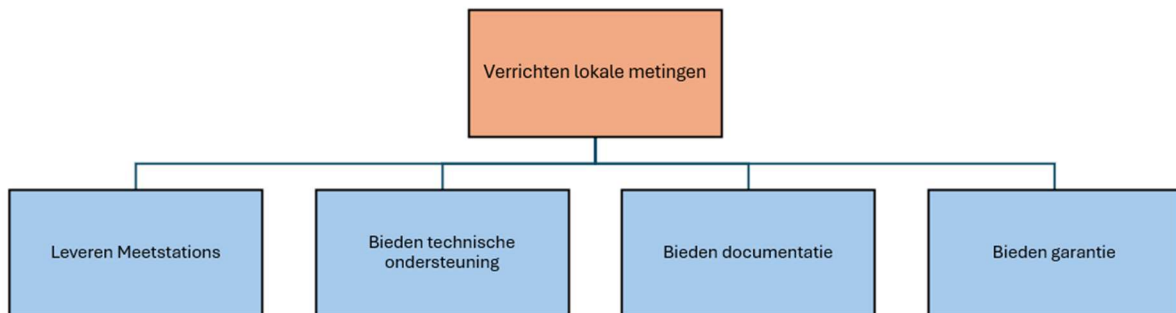 Verrichten lokale metingen
Leveren Meetstations
Bieden technische
ondersteuning
Bieden documentatie
Bieden garantie